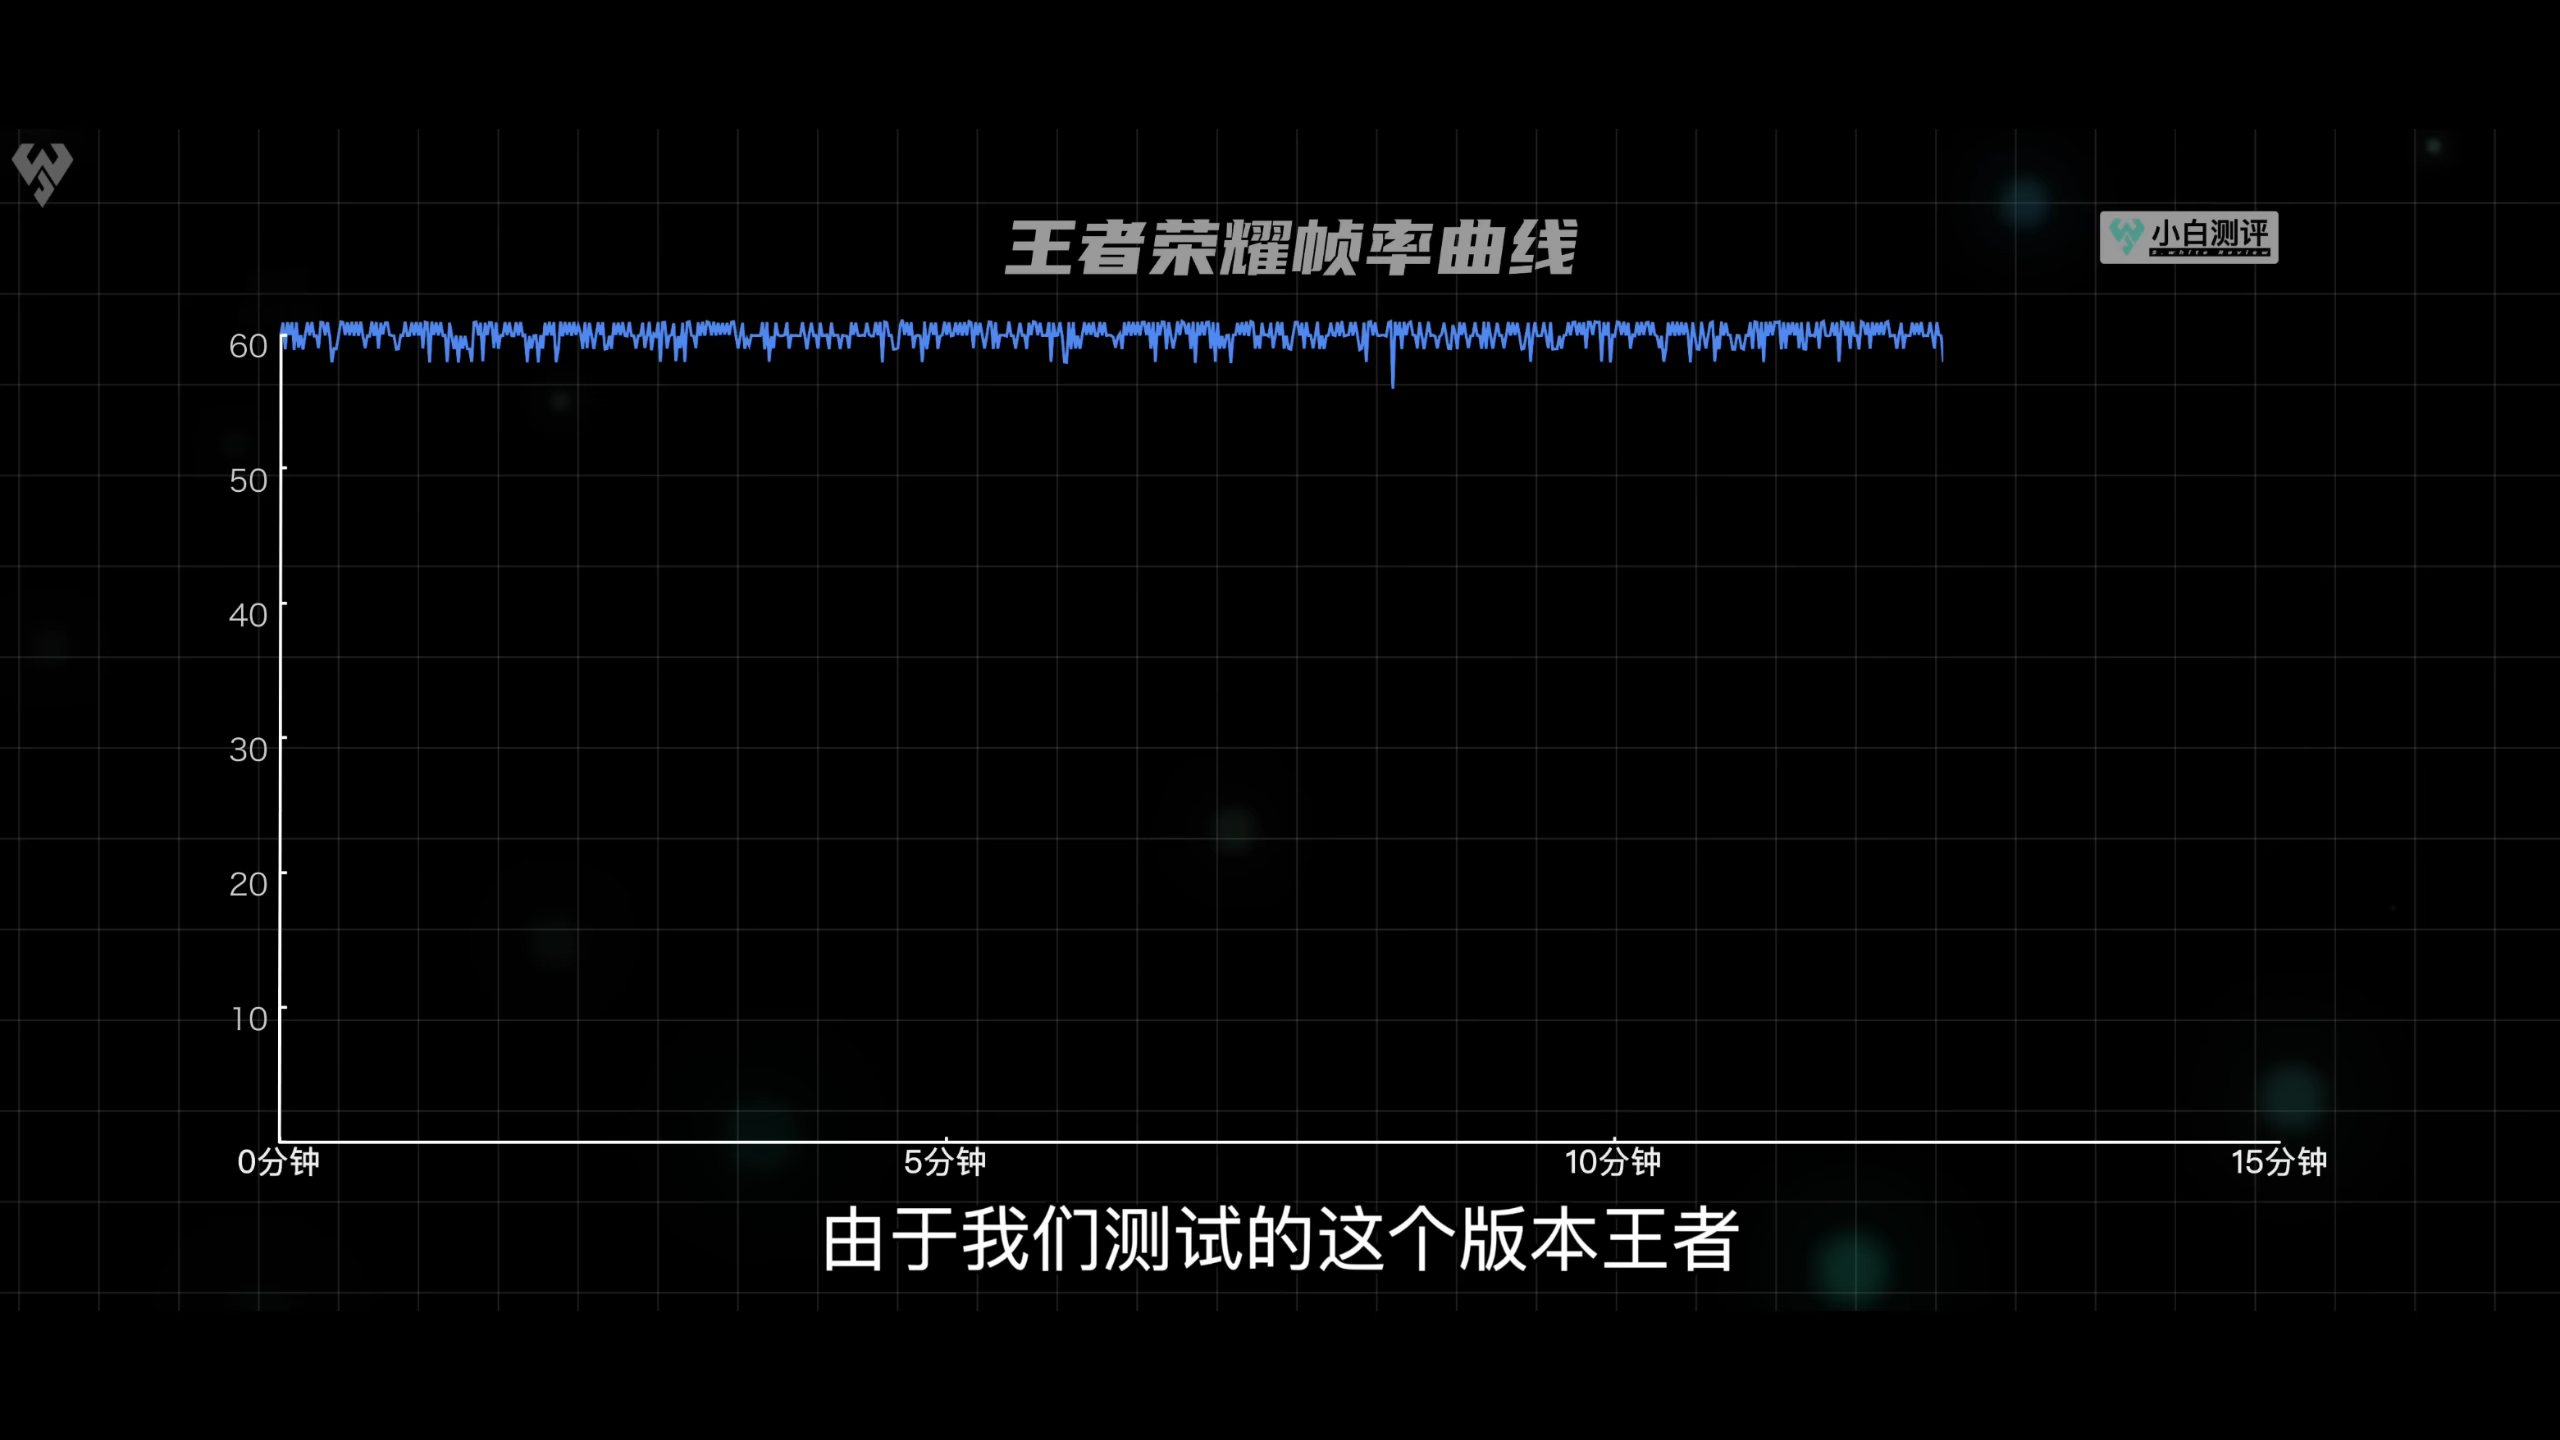 王者荣耀帧率曲线
小白测评
S.white Review
60
50
40
30
20
10
0分钟
5分钟
10分钟
15分钟
由于我们测试的这个版本王者